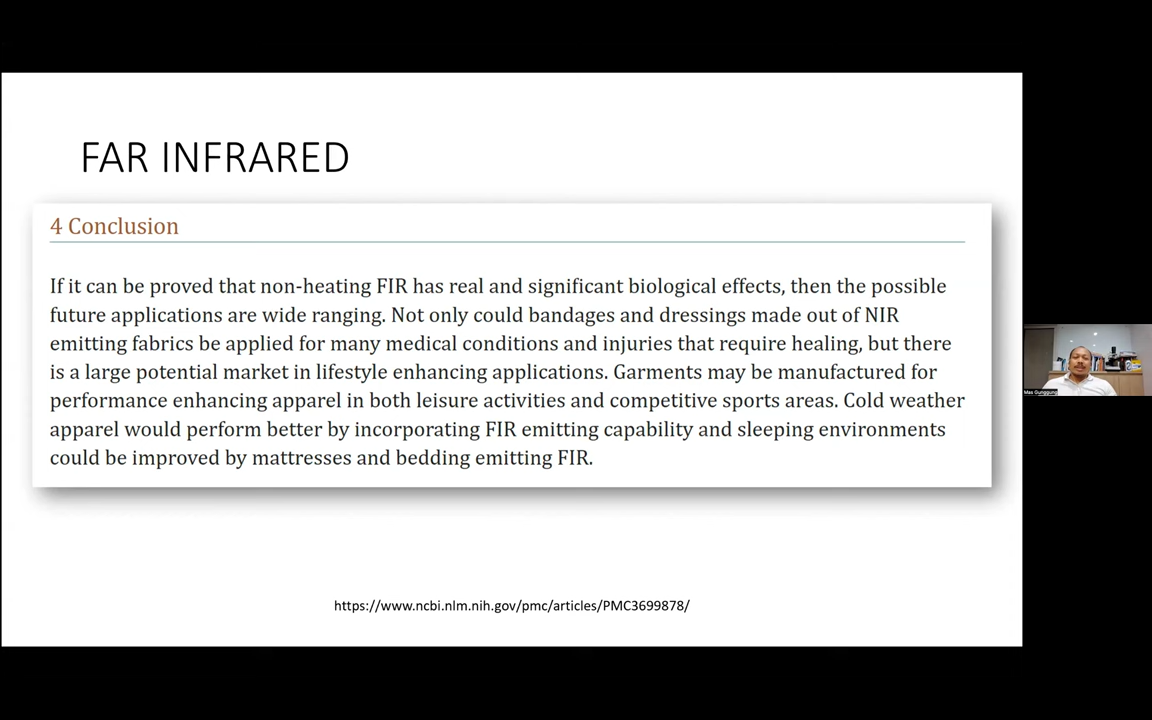 FAR INFRARED
4 Conclusion
If it can be proved that non-heating FIR has real and significant biological effects, then the possible
future applications are wide ranging. Not only could bandages and dressings made out of NIR
emitting fabrics be applied for many medical conditions and injuries that require healing, but there
is a large potential market in lifestyle enhancing applications. Garments may be manufactured for
performance enhancing apparel in both leisure activities and competitive sports areas. Cold weather
apparel would perform better by incorporating FIR emitting capability and sleeping environments
could be improved by mattresses and bedding emitting FIR.
https://www.ncbi.nlm.nih.gov/pmc/articles/PMC3699878/